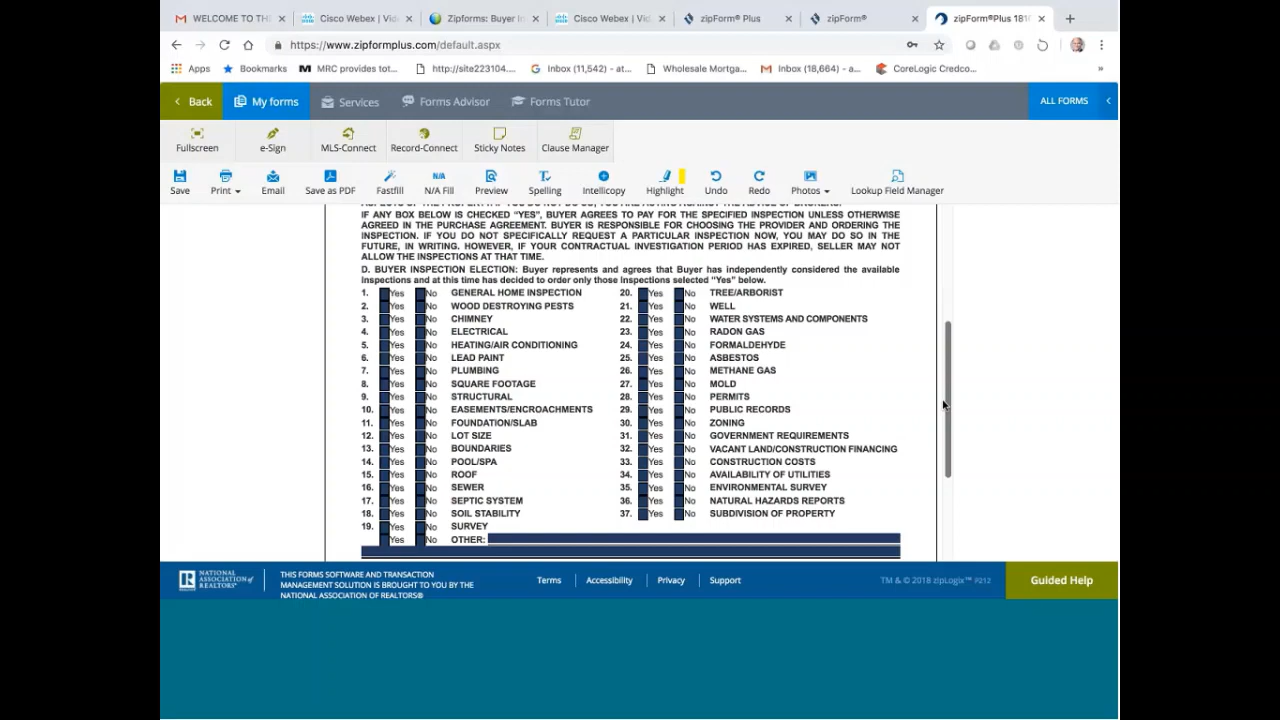 WELCOME TO TH
Cisco Webex | Vid
Zipforms: Buyer In
Cisco Webex | Vid
zipForm® Plus
zipForm®
zipForm®Plus 181
https://www.zipformplus.com/default.aspx
Apps
Bookmarks
MRC provides tot...
http://site223104....
Inbox (11,542) - at...
Wholesale Mortga...
Inbox (18,664) - a...
CoreLogic Credco...
»
Back
My forms
Services
Forms Advisor
Forms Tutor
ALL FORMS
Fullscreen
e-Sign
MLS-Connect
Record-Connect
Sticky Notes
Clause Manager
Save
Print
Email
Save as PDF
Fastfill
N/A
N/A Fill
Preview
Spelling
Intellicopy
Highlight
Undo
Redo
Photos
Lookup Field Manager
ASPECTS OF THE PROPERTY. IF YOU DO NOT DO SO, YOU ARE ACTING AGAINST THE ADVICE OF BROKERS.
IF ANY BOX BELOW IS CHECKED "YES", BUYER AGREES TO PAY FOR THE SPECIFIED INSPECTION UNLESS OTHERWISE
AGREED IN THE PURCHASE AGREEMENT. BUYER IS RESPONSIBLE FOR CHOOSING THE PROVIDER AND ORDERING THE
INSPECTION. IF YOU DO NOT SPECIFICALLY REQUEST A PARTICULAR INSPECTION NOW, YOU MAY DO SO IN THE
FUTURE, IN WRITING. HOWEVER, IF YOUR CONTRACTUAL INVESTIGATION PERIOD HAS EXPIRED, SELLER MAY NOT
ALLOW THE INSPECTIONS AT THAT TIME.
D. BUYER INSPECTION ELECTION: Buyer represents and agrees that Buyer has independently considered the available
inspections and at this time has decided to order only those inspections selected "Yes" below.
1. Yes No GENERAL HOME INSPECTION 20. Yes No TREE/ARBORIST
2. Yes No WOOD DESTROYING PESTS 21. Yes No WELL
3. Yes No CHIMNEY 22. Yes No WATER SYSTEMS AND COMPONENTS
4. Yes No ELECTRICAL 23. Yes No RADON GAS
5. Yes No HEATING/AIR CONDITIONING 24. Yes No FORMALDEHYDE
6. Yes No LEAD PAINT 25. Yes No ASBESTOS
7. Yes No PLUMBING 26. Yes No METHANE GAS
8. Yes No SQUARE FOOTAGE 27. Yes No MOLD
9. Yes No STRUCTURAL 28. Yes No PERMITS
10. Yes No EASEMENTS/ENCROACHMENTS 29. Yes No PUBLIC RECORDS
11. Yes No FOUNDATION/SLAB 30. Yes No ZONING
12. Yes No LOT SIZE 31. Yes No GOVERNMENT REQUIREMENTS
13. Yes No BOUNDARIES 32. Yes No VACANT LAND/CONSTRUCTION FINANCING
14. Yes No POOL/SPA 33. Yes No CONSTRUCTION COSTS
15. Yes No ROOF 34. Yes No AVAILABILITY OF UTILITIES
16. Yes No SEWER 35. Yes No ENVIRONMENTAL SURVEY
17. Yes No SEPTIC SYSTEM 36. Yes No NATURAL HAZARDS REPORTS
18. Yes No SOIL STABILITY 37. Yes No SUBDIVISION OF PROPERTY
19. Yes No SURVEY
Yes No OTHER:
NATIONAL
ASSOCIATION of
REALTORS®
THIS FORMS SOFTWARE AND TRANSACTION
MANAGEMENT SOLUTION IS BROUGHT TO YOU BY THE
NATIONAL ASSOCIATION OF REALTORS®
Terms
Accessibility
Privacy
Support
TM & © 2018 zipLogix™ P212
Guided Help